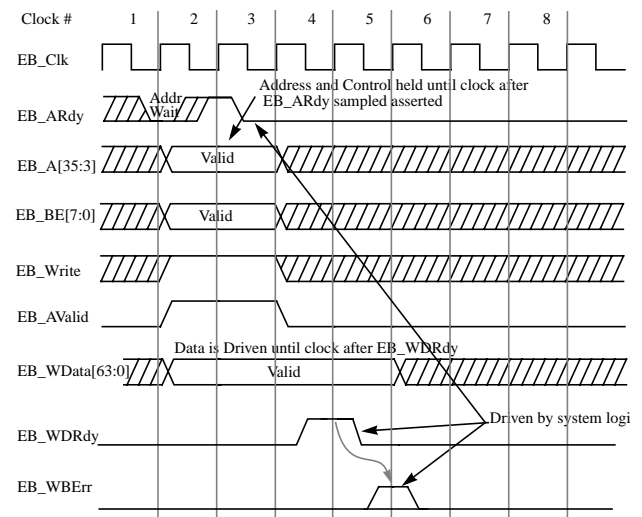 Clock # 1 2 3 4 5 6 7 8
EB_Clk
Address and Control held until clock after
EB_ARdy sampled asserted
Addr
Wait
EB_ARdy
EB_A[35:3]
Valid
EB_BE[7:0]
Valid
EB_Write
EB_AValid
Data is Driven until clock after EB_WDRdy
EB_WData[63:0]
Valid
EB_WDRdy
Driven by system logi
EB_WBErr